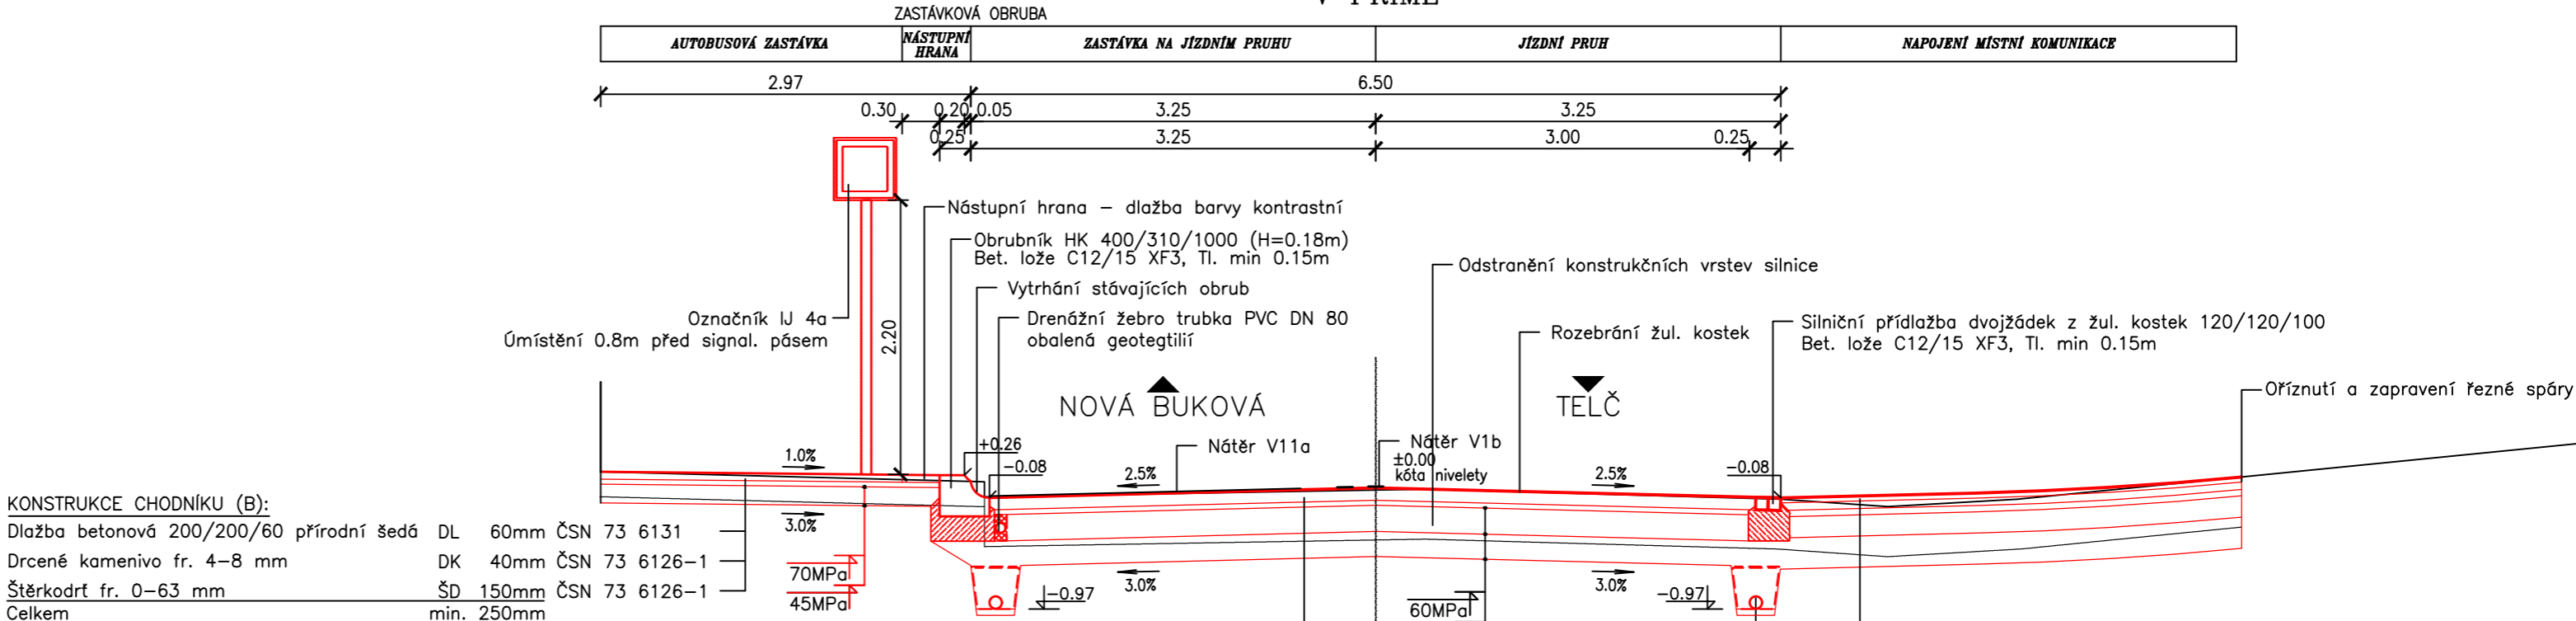 V PŘÍMÉ
ZASTÁVKOVÁ OBRUBA
AUTOBUSOVÁ ZASTÁVKA
NÁSTUPNÍ
HRANA
ZASTÁVKA NA JÍZDNÍM PRUHU
JÍZDNÍ PRUH
NAPOJENÍ MÍSTNÍ KOMUNIKACE
2.97
6.50
0.30
0.20
0.05
3.25
3.25
0.25
3.25
3.00
0.25
Nástupní hrana – dlažba barvy kontrastní
Obrubník HK 400/310/1000 (H=0.18m)
Bet. lože C12/15 XF3, Tl. min 0.15m
Odstranění konstrukčních vrstev silnice
Vytrhání stávajících obrub
Označník IJ 4a
Úmístění 0.8m před signal. pásem
2.20
Drenážní žebro trubka PVC DN 80
obalená geotegtilií
Rozebrání žul. kostek
Silniční přídlažba dvojžádek z žul. kostek 120/120/100
Bet. lože C12/15 XF3, Tl. min 0.15m
NOVÁ BUKOVÁ
TELČ
Oříznutí a zapravení řezné spáry
+0.26
-0.08
Nátěr V11a
Nátěr V1b
±0.00
kóta nivelety
1.0%
2.5%
2.5%
-0.08
KONSTRUKCE CHODNÍKU (B):
Dlažba betonová 200/200/60 přírodní šedá DL 60mm ČSN 73 6131
Drcené kamenivo fr. 4-8 mm DK 40mm ČSN 73 6126-1
Štěrkodrť fr. 0-63 mm ŠD 150mm ČSN 73 6126-1
Celkem min. 250mm
3.0%
70MPa
45MPa
-0.97
3.0%
60MPa
3.0%
-0.97